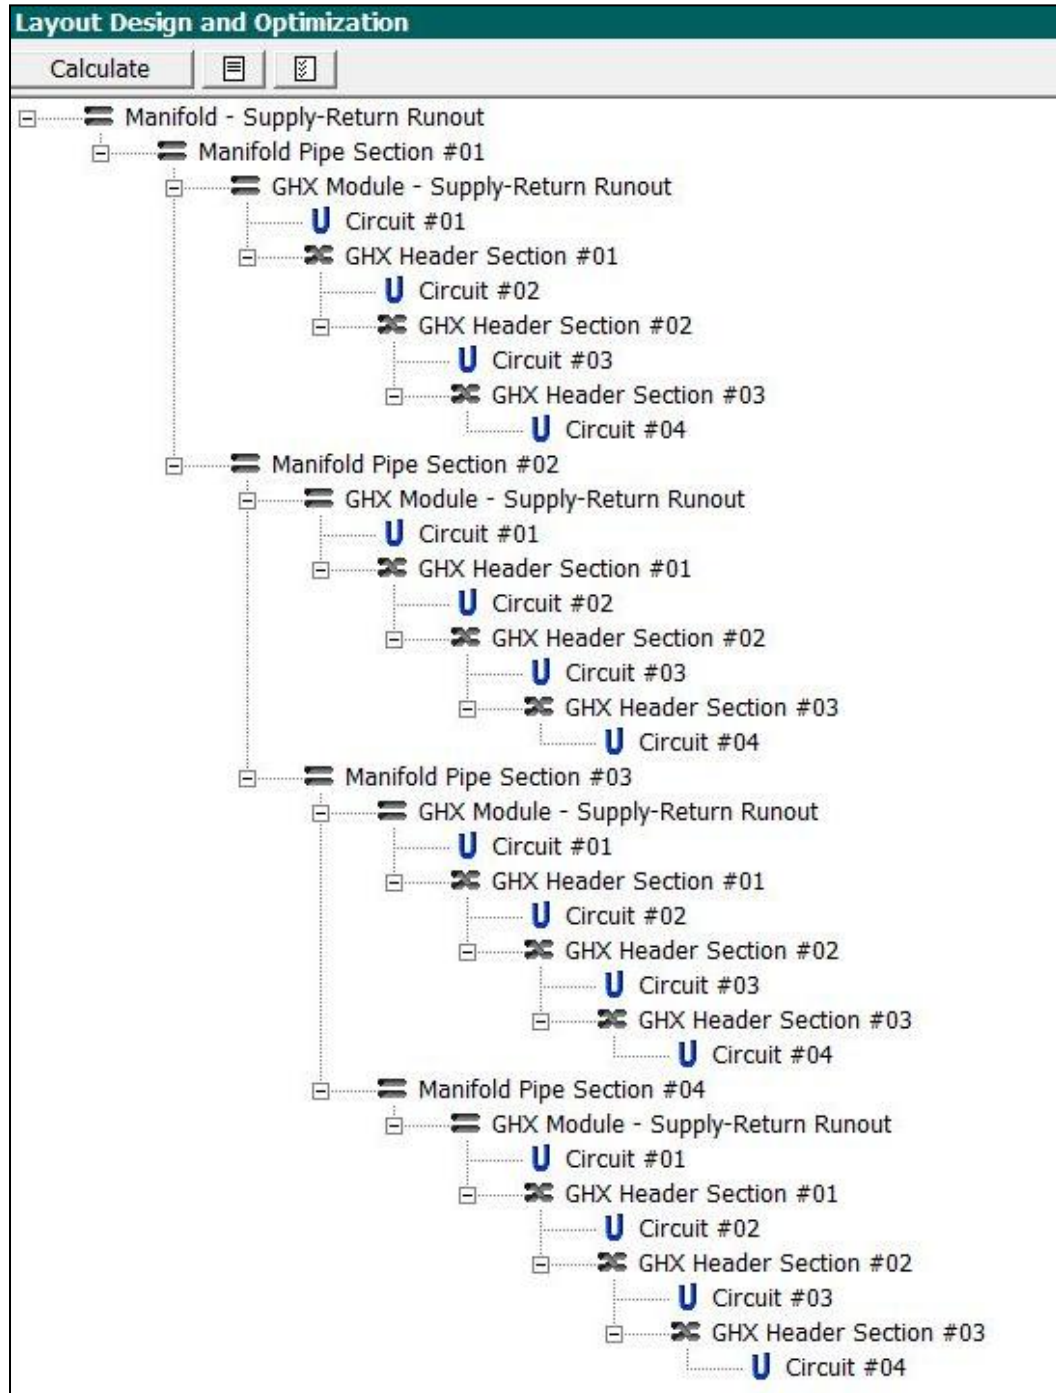 Layout Design and Optimization
Calculate
Manifold - Supply-Return Runout
Manifold Pipe Section #01
GHX Module - Supply-Return Runout
Circuit #01
GHX Header Section #01
Circuit #02
GHX Header Section #02
Circuit #03
GHX Header Section #03
Circuit #04
Manifold Pipe Section #02
GHX Module - Supply-Return Runout
Circuit #01
GHX Header Section #01
Circuit #02
GHX Header Section #02
Circuit #03
GHX Header Section #03
Circuit #04
Manifold Pipe Section #03
GHX Module - Supply-Return Runout
Circuit #01
GHX Header Section #01
Circuit #02
GHX Header Section #02
Circuit #03
GHX Header Section #03
Circuit #04
Manifold Pipe Section #04
GHX Module - Supply-Return Runout
Circuit #01
GHX Header Section #01
Circuit #02
GHX Header Section #02
Circuit #03
GHX Header Section #03
Circuit #04